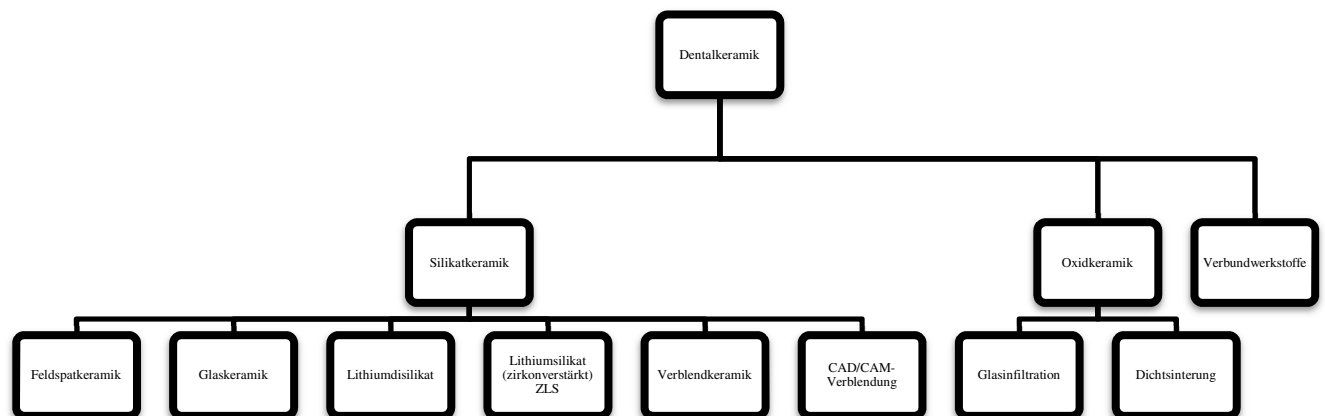 Dentalkeramik
Silikatkeramik
Oxidkeramik
Verbundwerkstoffe
Feldspatkeramik
Glaskeramik
Lithiumdisilikat
Lithiumsilikat
(zirkonverstärkt)
ZLS
Verblendkeramik
CAD/CAM-
Verblendung
Glasinfiltration
Dichtsinterung